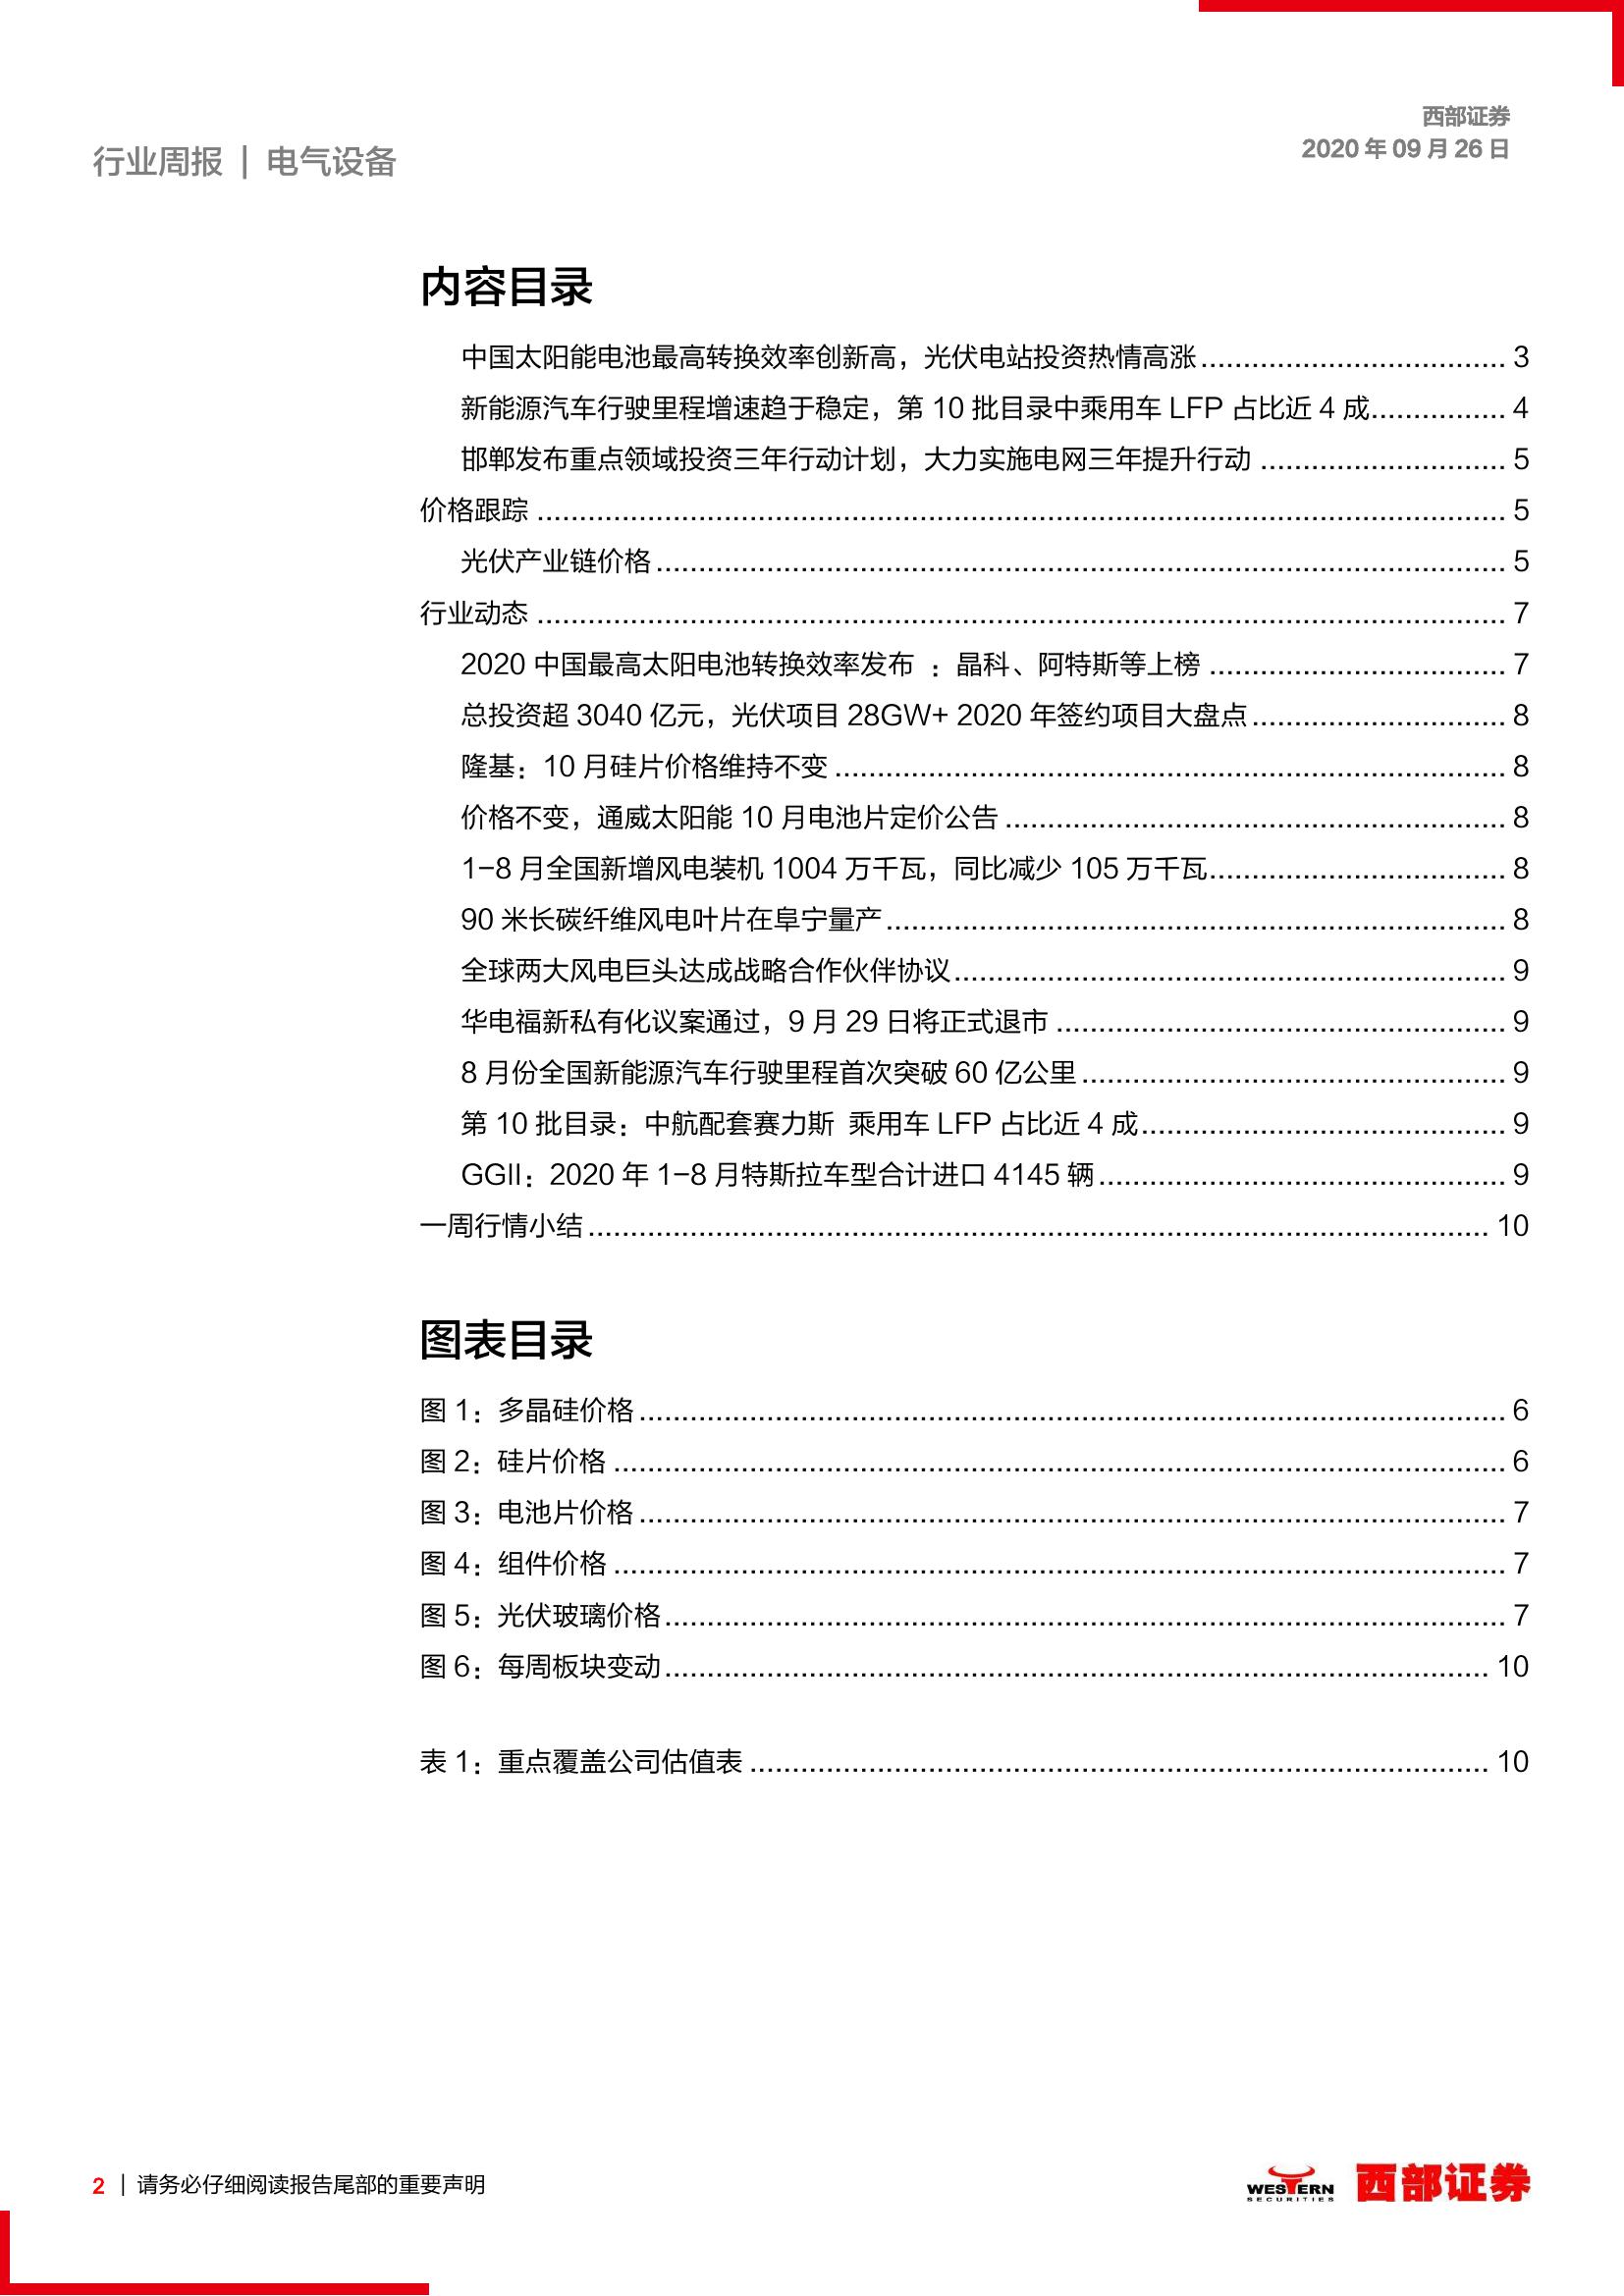 西部证券
2020 年 09 月 26 日
行业周报 | 电气设备
内容目录
中国太阳能电池最高转换效率创新高，光伏电站投资热情高涨.................................... 3
新能源汽车行驶里程增速趋于稳定，第 10 批目录中乘用车 LFP 占比近 4 成................ 4
邯郸发布重点领域投资三年行动计划，大力实施电网三年提升行动 ............................. 5
价格跟踪 .................................................................................................................. 5
光伏产业链价格.................................................................................................... 5
行业动态 .................................................................................................................. 7
2020 中国最高太阳电池转换效率发布 ：晶科、阿特斯等上榜 ................................... 7
总投资超 3040 亿元，光伏项目 28GW+ 2020 年签约项目大盘点.............................. 8
隆基：10 月硅片价格维持不变 ............................................................................... 8
价格不变，通威太阳能 10 月电池片定价公告 ........................................................... 8
1-8 月全国新增风电装机 1004 万千瓦，同比减少 105 万千瓦................................... 8
90 米长碳纤维风电叶片在阜宁量产......................................................................... 8
全球两大风电巨头达成战略合作伙伴协议................................................................. 9
华电福新私有化议案通过，9 月 29 日将正式退市 ..................................................... 9
8 月份全国新能源汽车行驶里程首次突破 60 亿公里.................................................. 9
第 10 批目录：中航配套赛力斯 乘用车 LFP 占比近 4 成........................................... 9
GGII：2020 年 1-8 月特斯拉车型合计进口 4145 辆................................................ 9
一周行情小结.......................................................................................................... 10
图表目录
图 1：多晶硅价格...................................................................................................... 6
图 2：硅片价格 ......................................................................................................... 6
图 3：电池片价格...................................................................................................... 7
图 4：组件价格 ......................................................................................................... 7
图 5：光伏玻璃价格................................................................................................... 7
图 6：每周板块变动................................................................................................. 10
表 1：重点覆盖公司估值表 ....................................................................................... 10
2 | 请务必仔细阅读报告尾部的重要声明
WESTERN
SECURITIES
西部证券